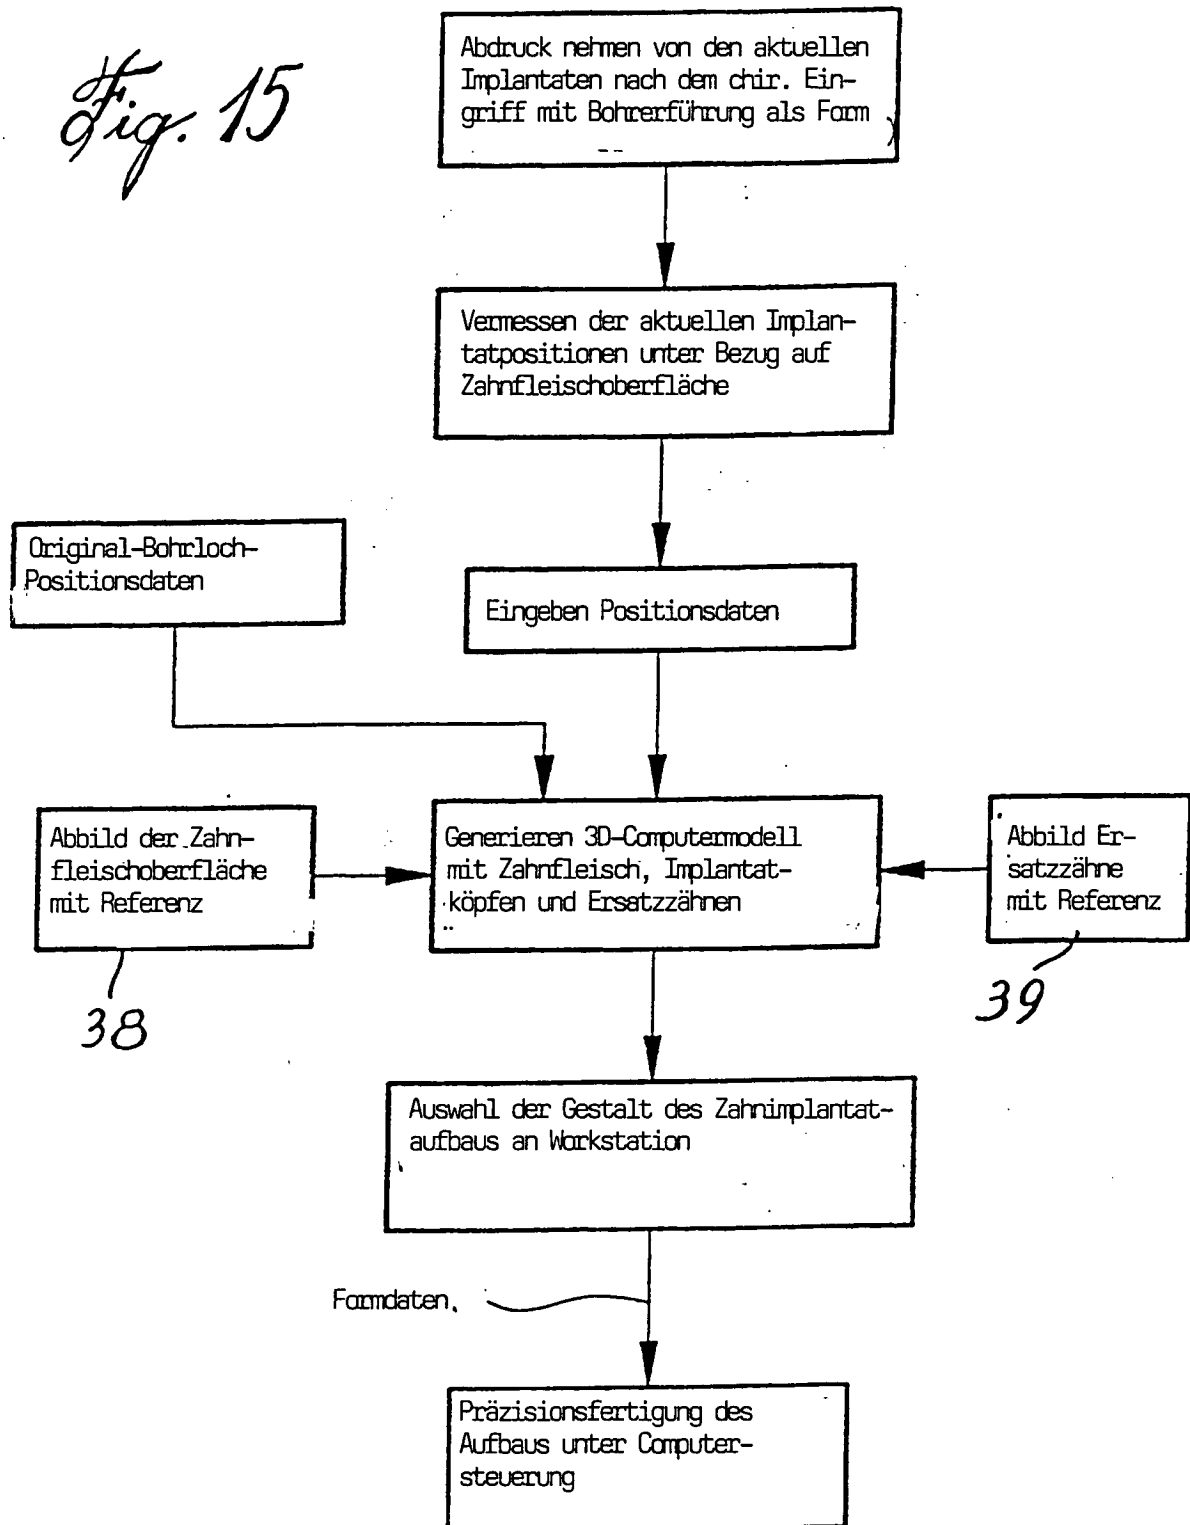 Fig. 15
Abdruck nehmen von den aktuellen
Implantaten nach dem chir. Ein-
griff mit Bohrerführung als Form
Vermessen der aktuellen Implan-
tatpositionen unter Bezug auf
Zahnfleischoberfläche
Original-Bohrloch-
Positionsdaten
Eingeben Positionsdaten
Abbild der Zahn-
fleischoberfläche
mit Referenz
38
Generieren 3D-Computermodell
mit Zahnfleisch, Implantat-
köpfen und Ersatzzähnen
Abbild Er-
satzzähne
mit Referenz
39
Auswahl der Gestalt des Zahnimplantat-
aufbaus an Workstation
Formdaten
Präzisionsfertigung des
Aufbaus unter Computer-
steuerung